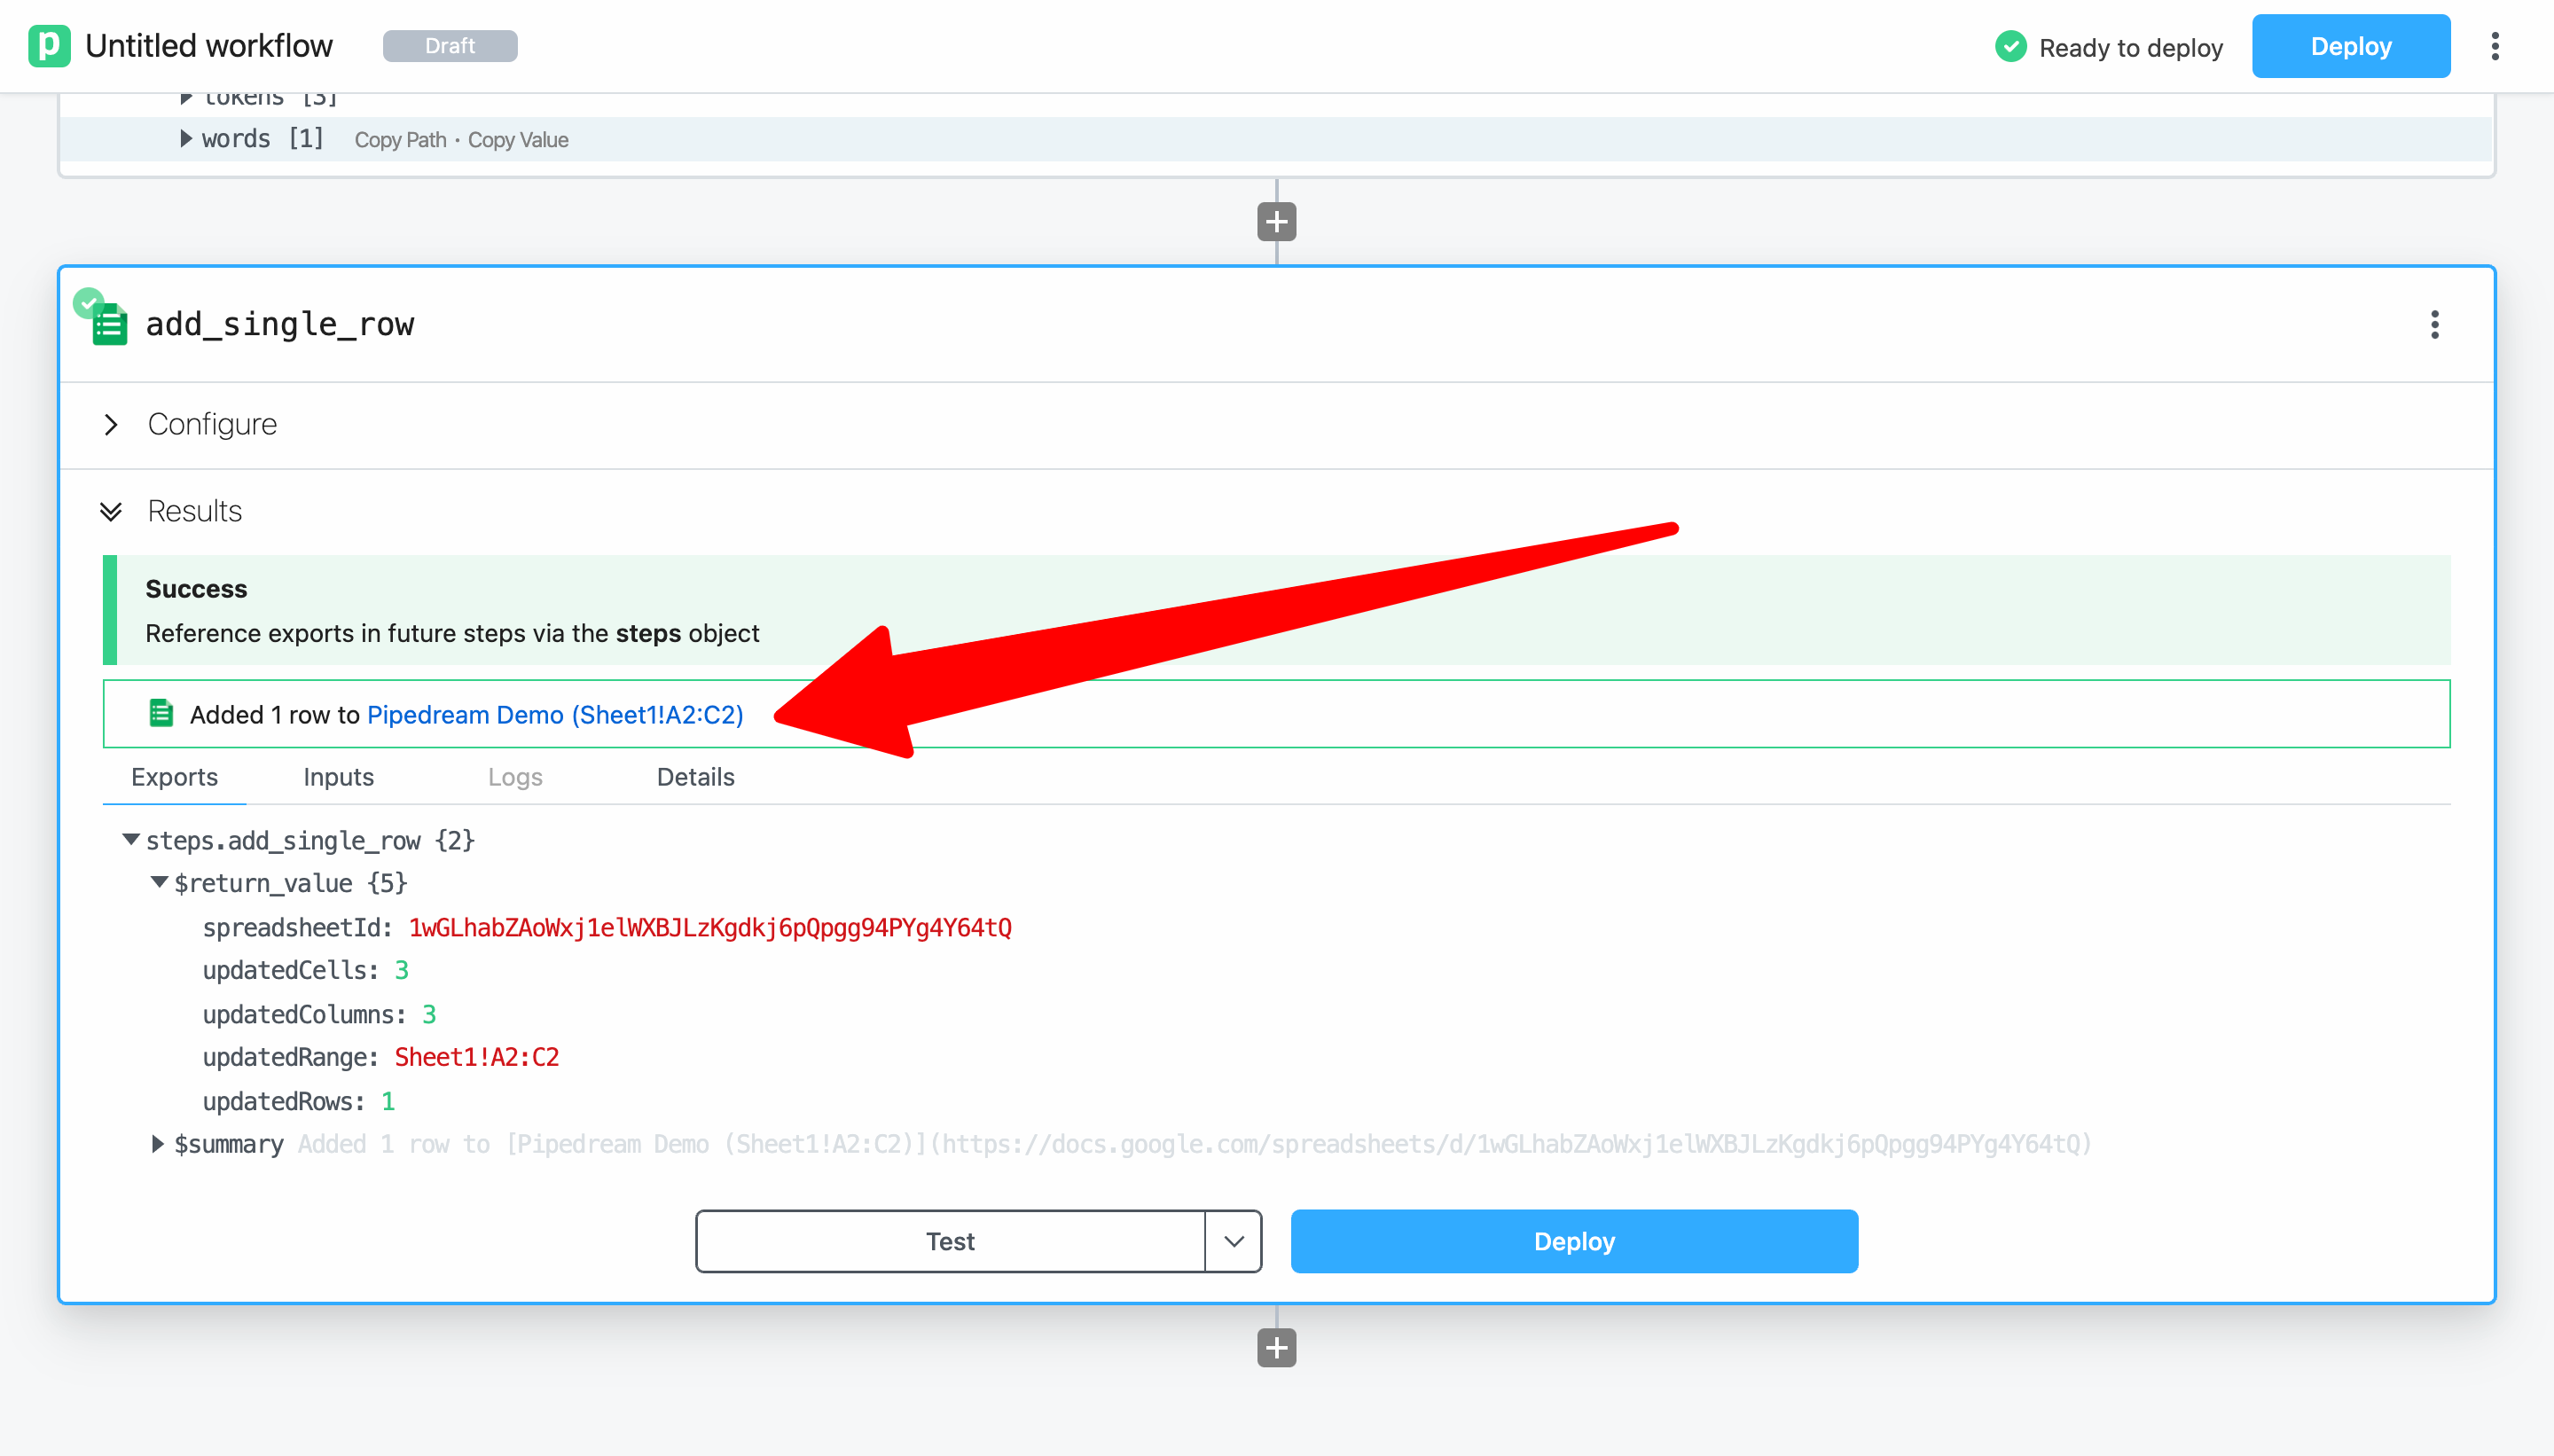 p Untitled workflow Draft Ready to deploy Deploy
tokens [3]
words [1] Copy Path · Copy Value
add_single_row
Configure
Results
Success
Reference exports in future steps via the steps object
Added 1 row to Pipedream Demo (Sheet1!A2:C2)
Exports Inputs Logs Details
steps.add_single_row {2}
$return_value {5}
spreadsheetId: 1wGLhabZAoWxj1elWXBJLzKgdkj6pQpgg94PYg4Y64tQ
updatedCells: 3
updatedColumns: 3
updatedRange: Sheet1!A2:C2
updatedRows: 1
$summary Added 1 row to [Pipedream Demo (Sheet1!A2:C2)](https://docs.google.com/spreadsheets/d/1wGLhabZAoWxj1elWXBJLzKgdkj6pQpgg94PYg4Y64tQ)
Test Deploy